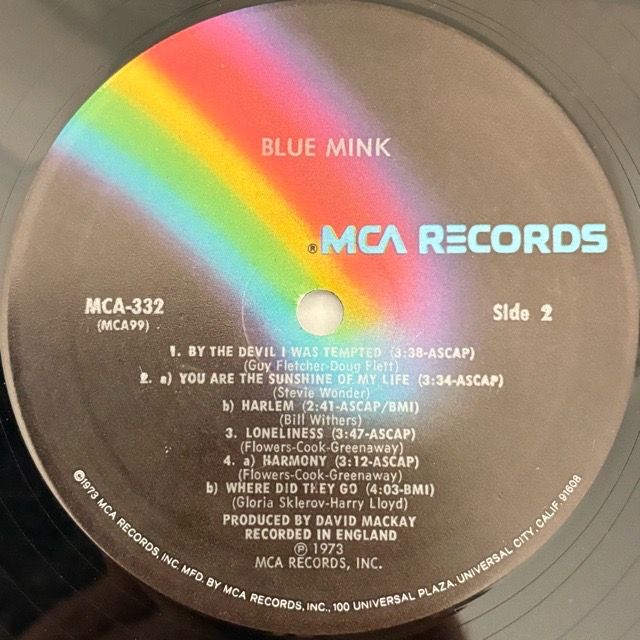 BLUE MINK
® MCA RECORDS
MCA-332
(MCA99)
Side 2
1. BY THE DEVIL I WAS TEMPTED (3:38-ASCAP)
(Guy Fletcher-Doug Flett)
2. a) YOU ARE THE SUNSHINE OF MY LIFE (3:34-ASCAP)
(Stevie Wonder)
b) HARLEM (2:41-ASCAP/BMI)
(Bill Withers)
3. LONELINESS (3:47-ASCAP)
(Flowers-Cook-Greenaway)
4. a) HARMONY (3:12-ASCAP)
(Flowers-Cook-Greenaway)
b) WHERE DID THEY GO (4:03-BMI)
(Gloria Sklerov-Harry Lloyd)
PRODUCED BY DAVID MACKAY
RECORDED IN ENGLAND
℗ 1973
MCA RECORDS, INC.
©1973 MCA RECORDS, INC. MFD. BY MCA RECORDS, INC., 100 UNIVERSAL PLAZA, UNIVERSAL CITY, CALIF. 91608